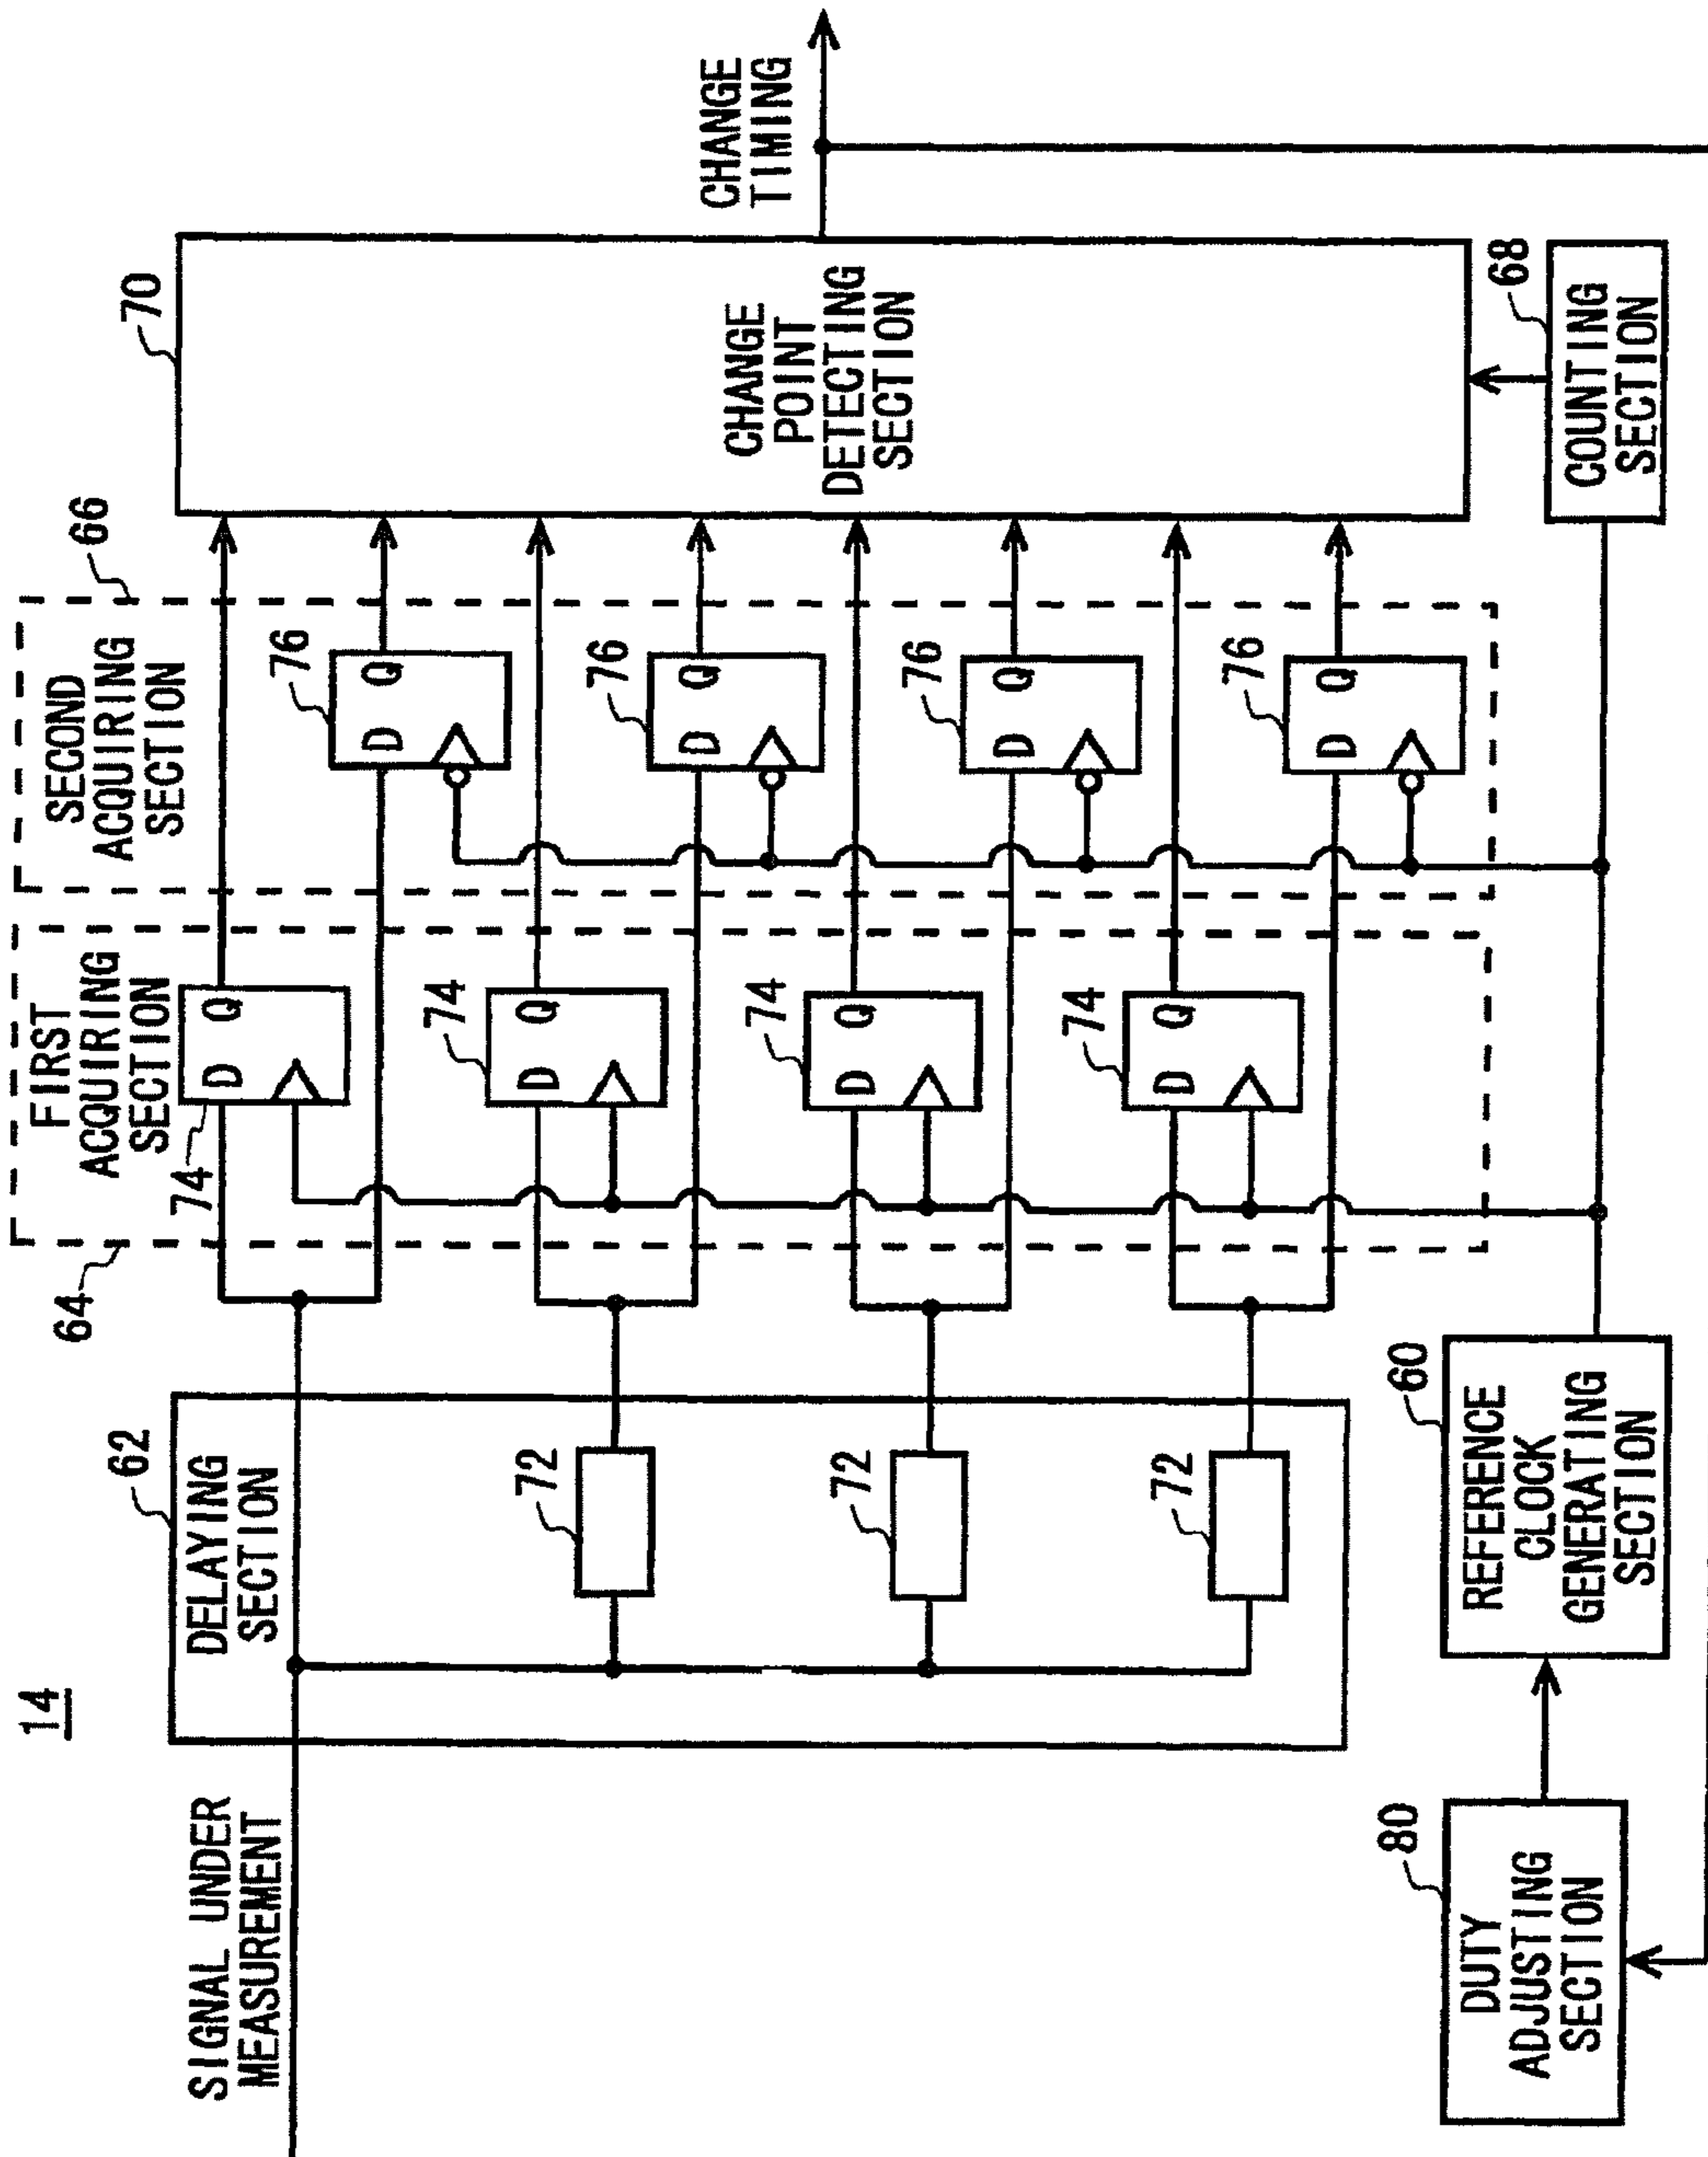 14
SIGNAL UNDER
MEASUREMENT
62
DELAYING
SECTION
72
72
72
64
FIRST
ACQUIRING
SECTION
74
D Q
74
D Q
74
D Q
74
D Q
66
SECOND
ACQUIRING
SECTION
76
D Q
76
D Q
76
D Q
76
D Q
70
CHANGE
POINT
DETECTING
SECTION
CHANGE
TIMING
80
DUTY
ADJUSTING
SECTION
60
REFERENCE
CLOCK
GENERATING
SECTION
68
COUNTING
SECTION